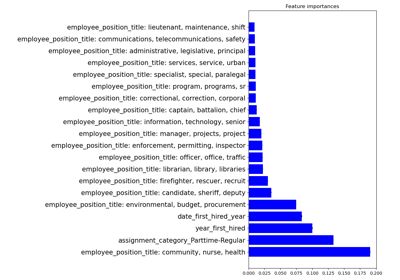 Feature importances
employee_position_title: lieutenant, maintenance, shift
employee_position_title: communications, telecommunications, safety
employee_position_title: administrative, legislative, principal
employee_position_title: services, service, urban
employee_position_title: specialist, special, paralegal
employee_position_title: program, programs, sr
employee_position_title: correctional, correction, corporal
employee_position_title: captain, battalion, chief
employee_position_title: information, technology, senior
employee_position_title: manager, projects, project
employee_position_title: enforcement, permitting, inspector
employee_position_title: officer, office, traffic
employee_position_title: librarian, library, libraries
employee_position_title: firefighter, rescuer, recruit
employee_position_title: candidate, sheriff, deputy
employee_position_title: environmental, budget, procurement
date_first_hired_year
year_first_hired
assignment_category_Parttime-Regular
employee_position_title: community, nurse, health
0.000 0.025 0.050 0.075 0.100 0.125 0.150 0.175 0.200